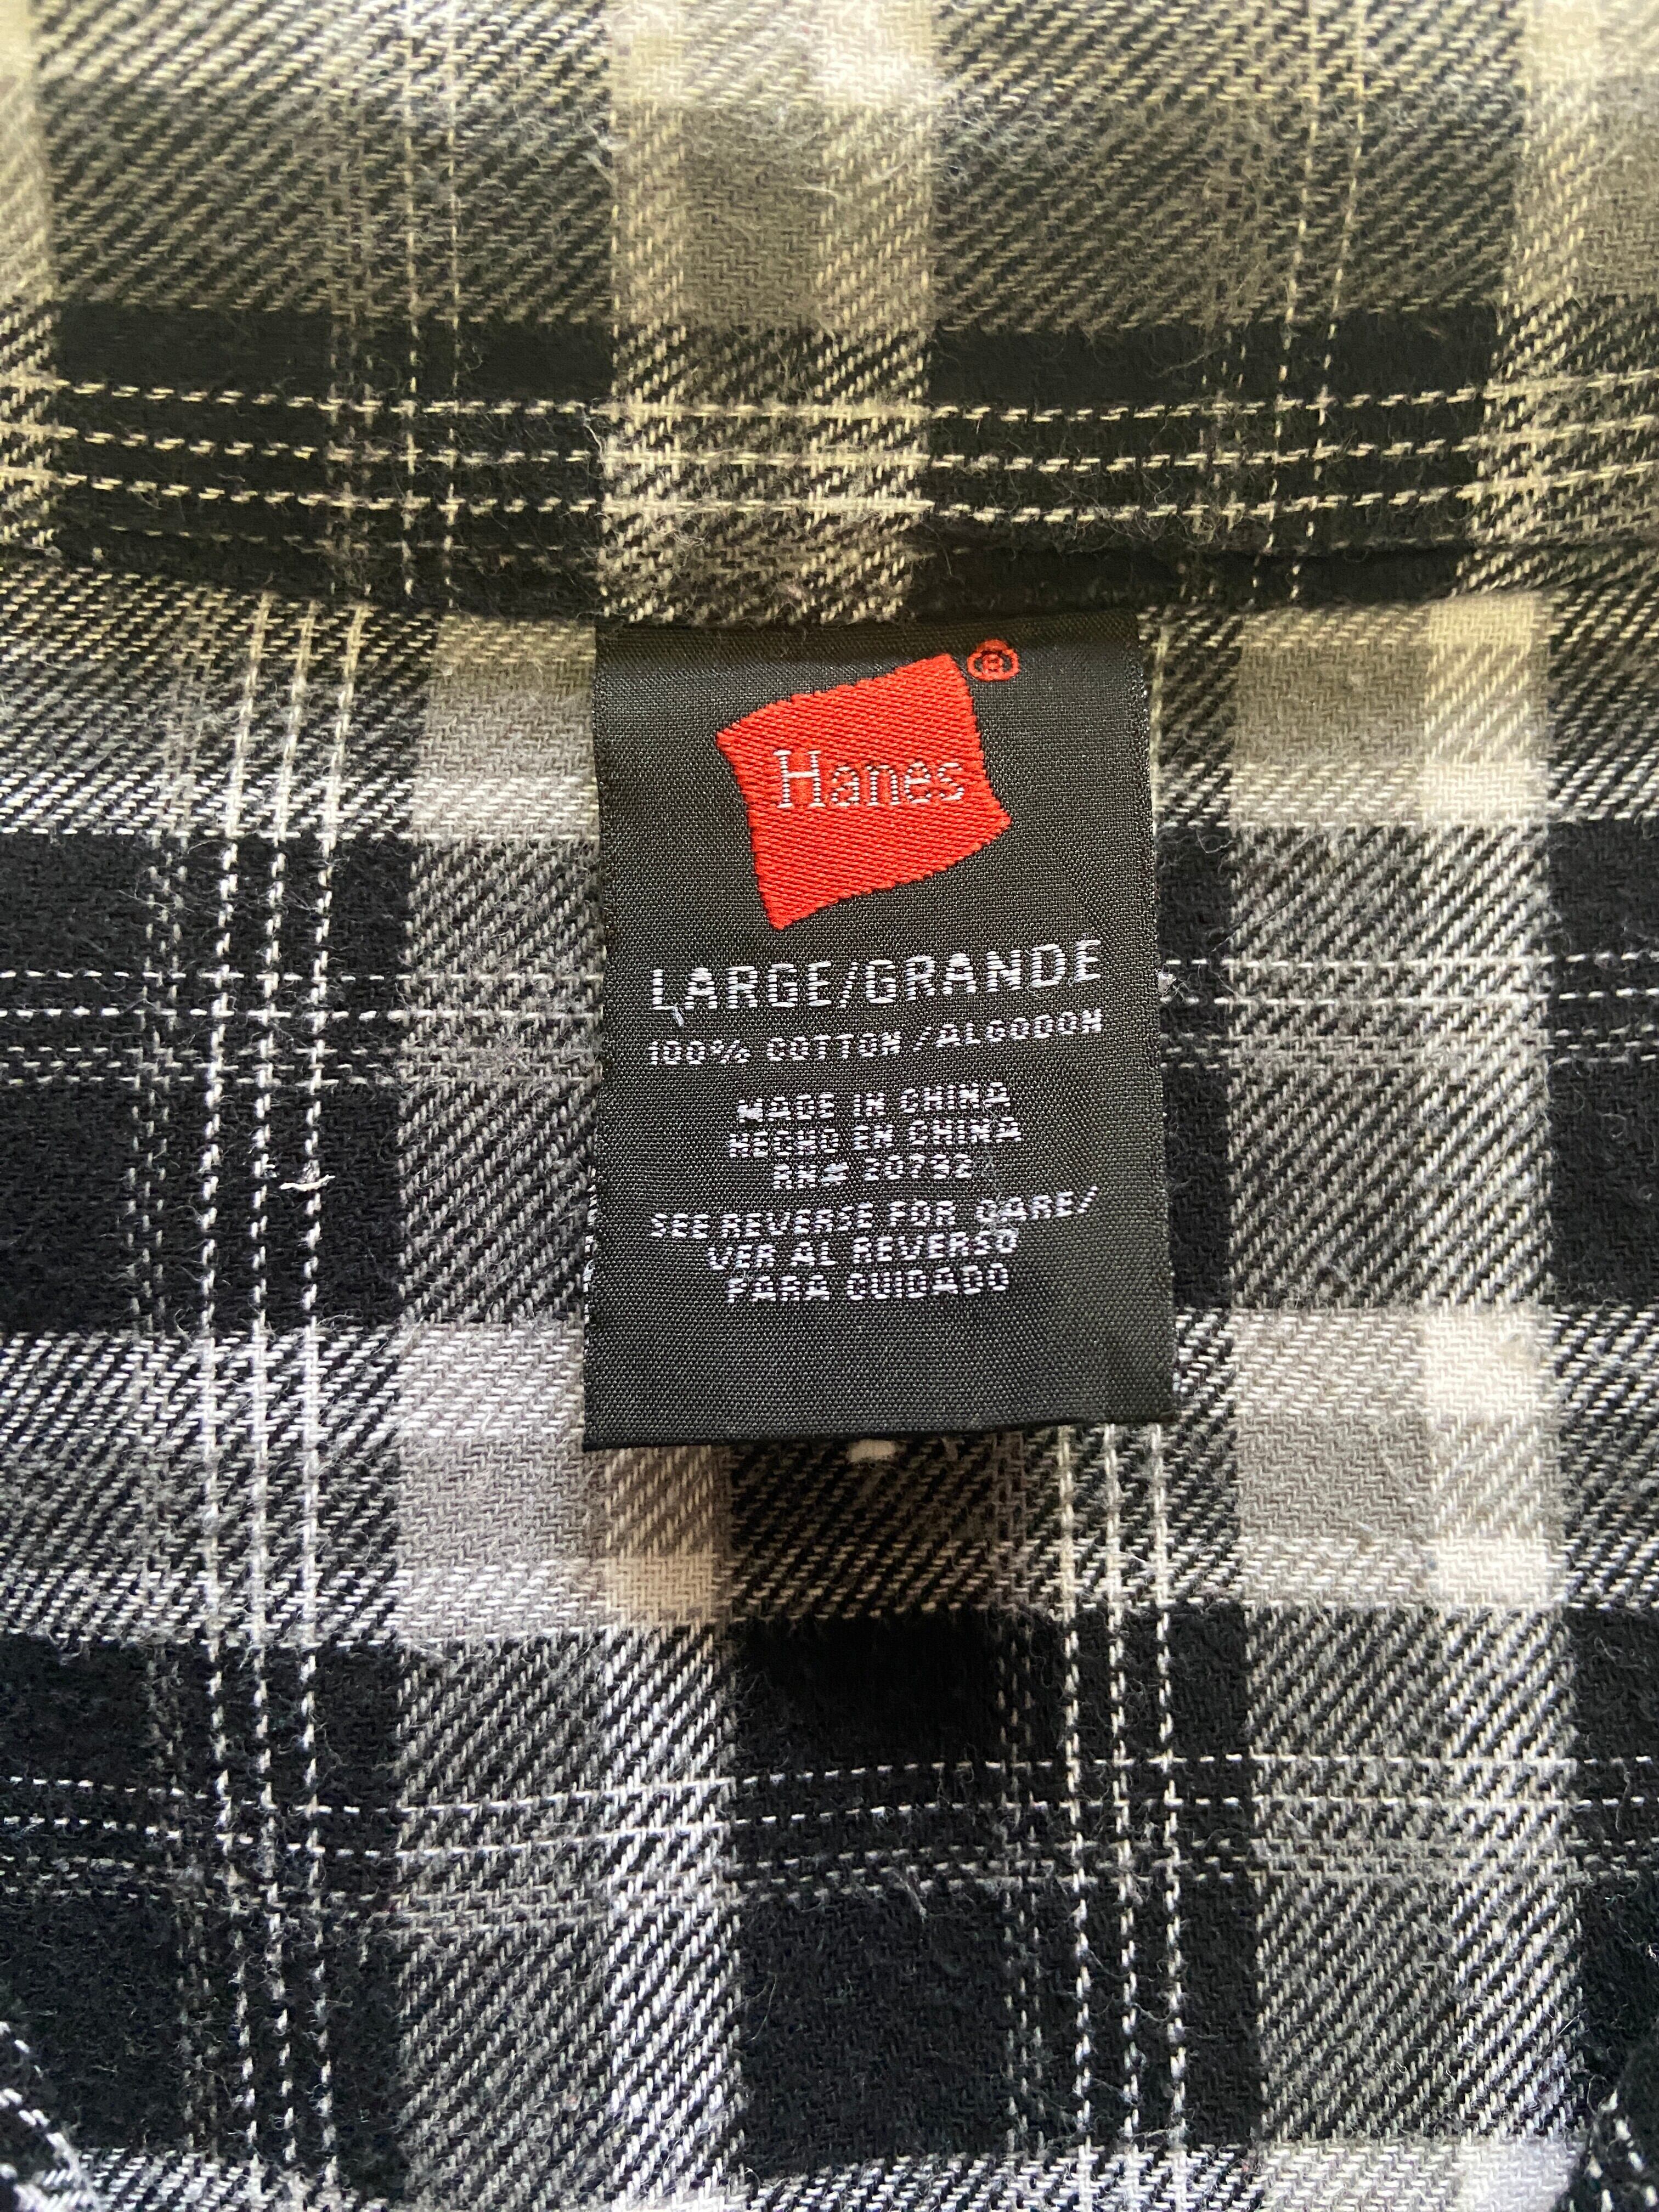 ®
Hanes
LARGE/GRANDE
100% COTTON/ALGODON
MADE IN CHINA
HECHO EN CHINA
RN# 20792
SEE REVERSE FOR CARE/
VER AL REVERSO
PARA CUIDADO